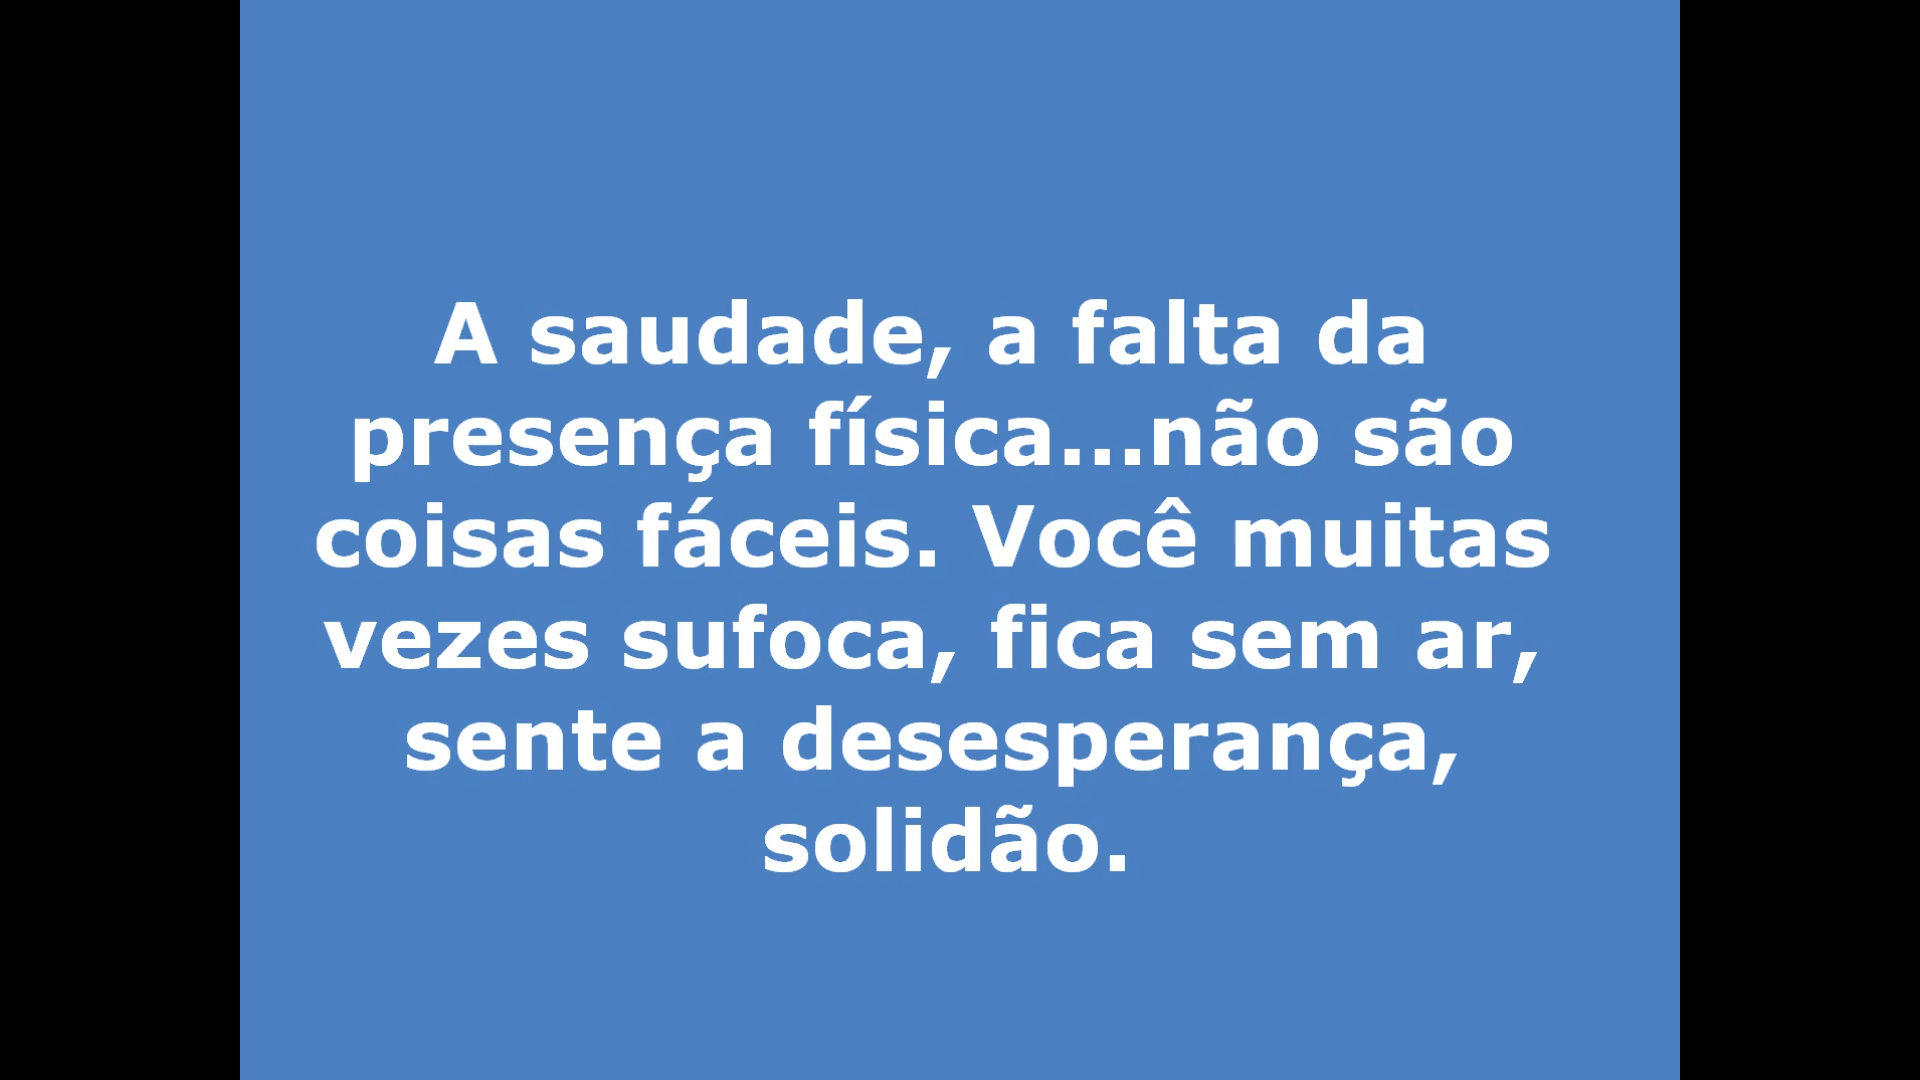 A saudade, a falta da
presença física...não são
coisas fáceis. Você muitas
vezes sufoca, fica sem ar,
sente a desesperança,
solidão.